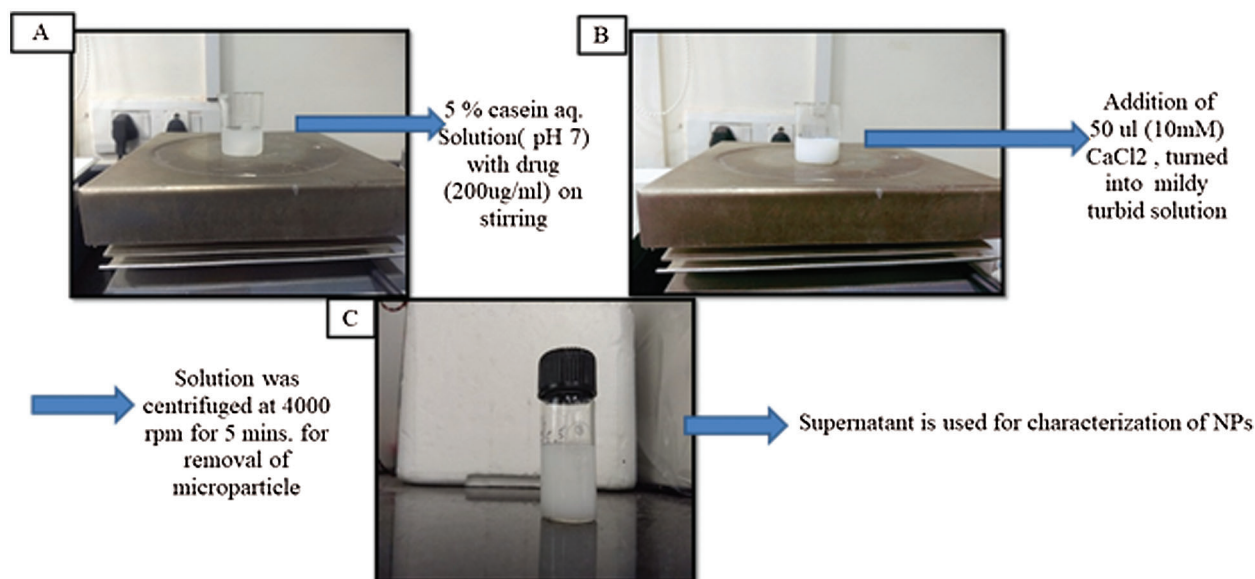 A
5 % casein aq.
Solution( pH 7)
with drug
(200ug/ml) on
stirring
B
Addition of
50 ul (10mM)
CaCl2 , turned
into mildy
turbid solution
Solution was
centrifuged at 4000
rpm for 5 mins. for
removal of
microparticle
C
Supernatant is used for characterization of NPs